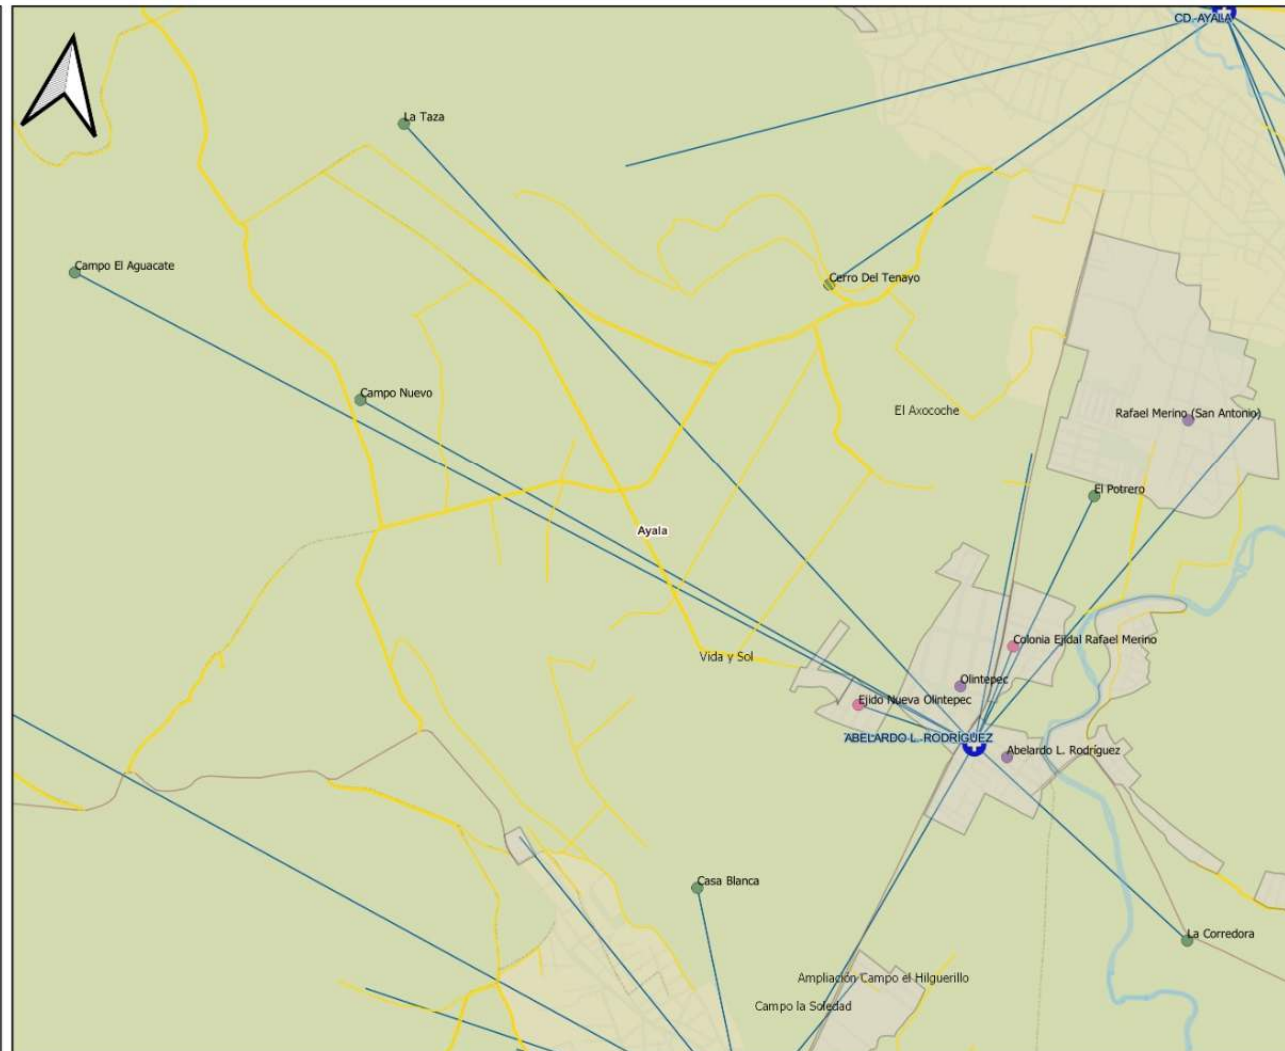 CD. AYALA
La Taza
Campo El Aguacate
Cerro Del Tenayo
Campo Nuevo
El Axocoche
Rafael Merino (San Antonio)
El Potrero
Ayala
Colonia Ejidal Rafael Merino
Vida y Sol
Olintepec
Ejido Nueva Olintepec
ABELARDO L. RODRÍGUEZ
Abelardo L. Rodríguez
Casa Blanca
La Corredora
Ampliación Campo el Hilguerillo
Campo la Soledad